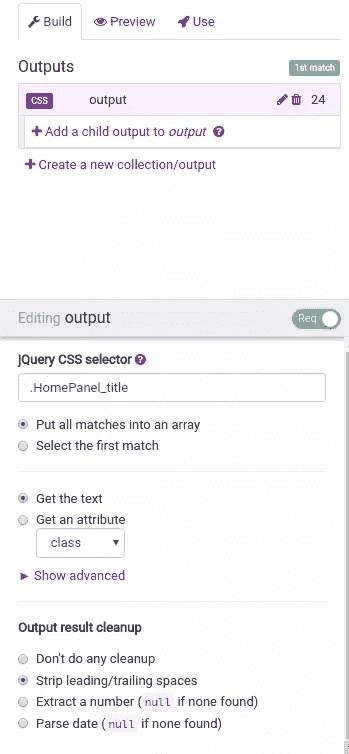 Build Preview Use
Outputs 1st match
CSS output 24
Add a child output to output
Create a new collection/output
Editing output Req
jQuery CSS selector
.HomePanel_title
Put all matches into an array
Select the first match
Get the text
Get an attribute
class
Show advanced
Output result cleanup
Don't do any cleanup
Strip leading/trailing spaces
Extract a number (null if none found)
Parse date (null if none found)